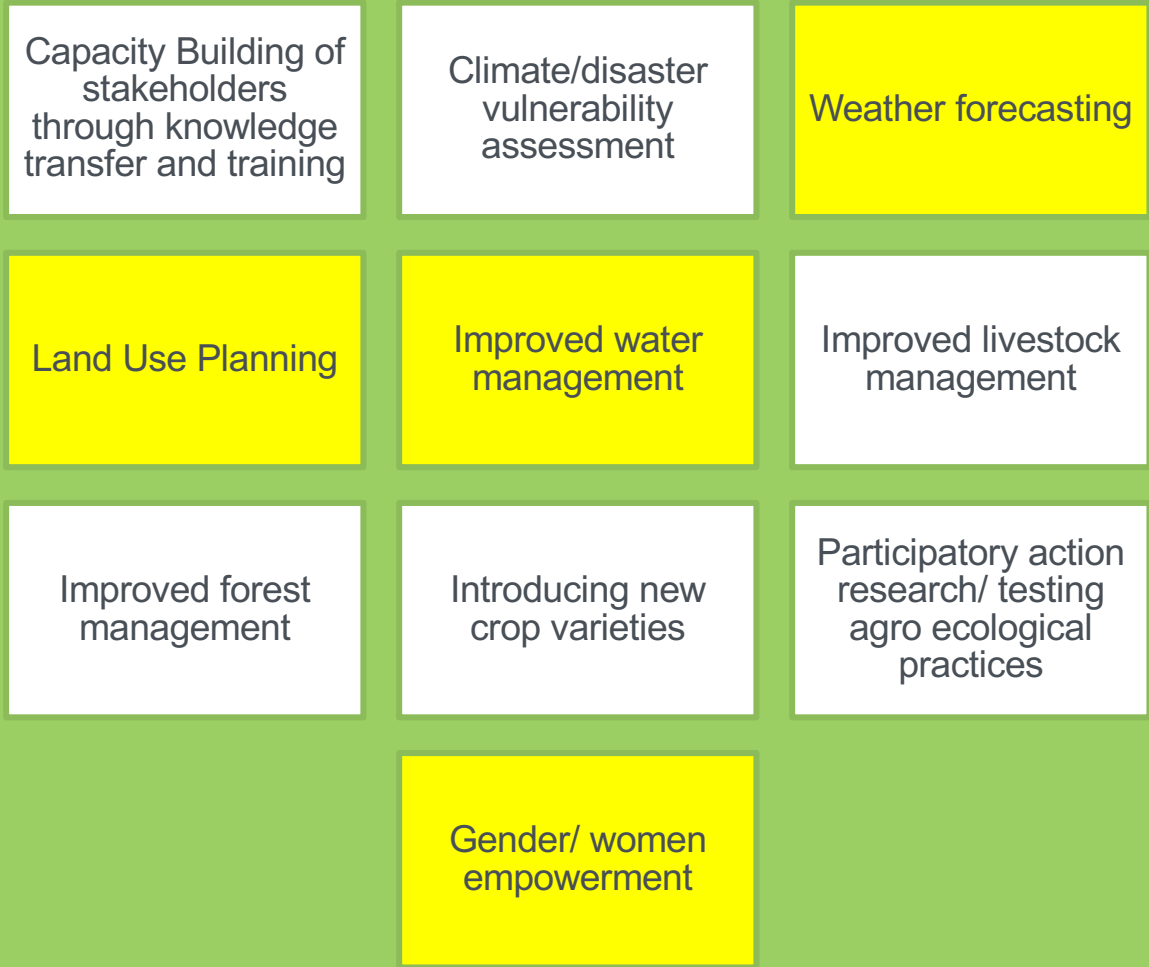 Capacity Building of
stakeholders
through knowledge
transfer and training
Climate/disaster
vulnerability
assessment
Weather forecasting
Land Use Planning
Improved water
management
Improved livestock
management
Improved forest
management
Introducing new
crop varieties
Participatory action
research/ testing
agro ecological
practices
Gender/ women
empowerment